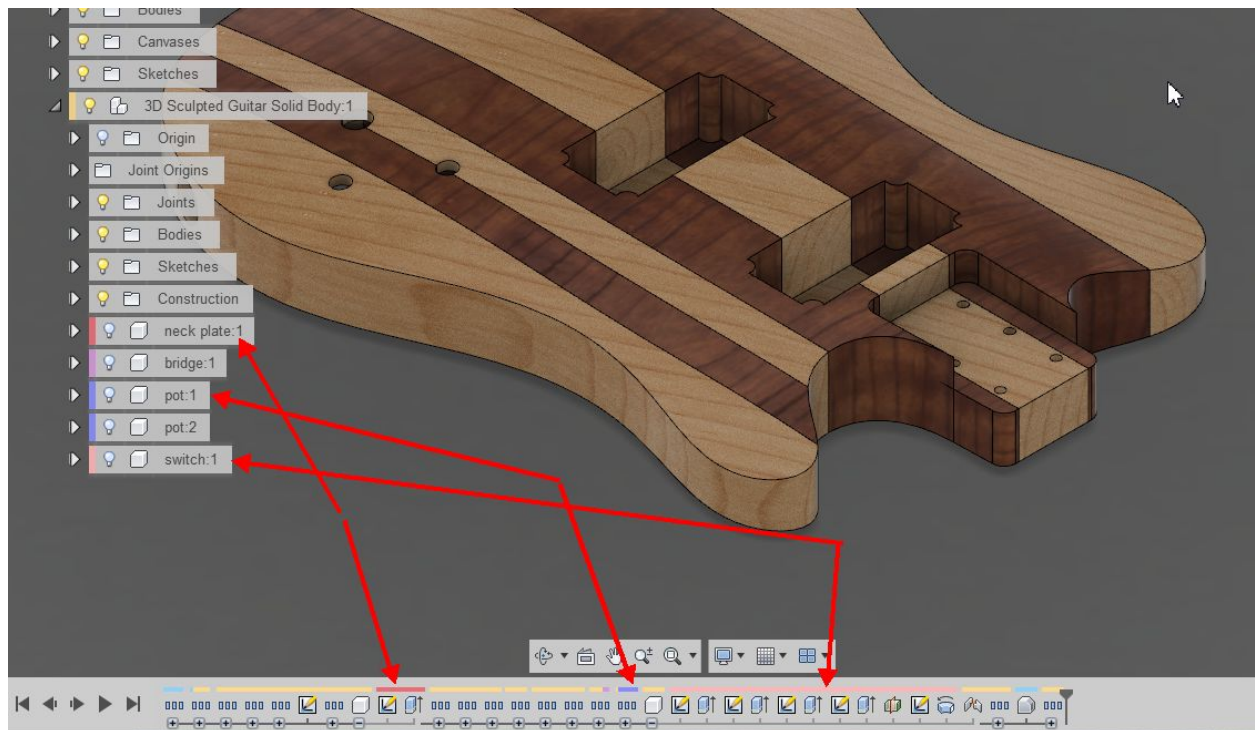 Bodies
Canvases
Sketches
3D Sculpted Guitar Solid Body:1
Origin
Joint Origins
Joints
Bodies
Sketches
Construction
neck plate:1
bridge:1
pot:1
pot:2
switch:1